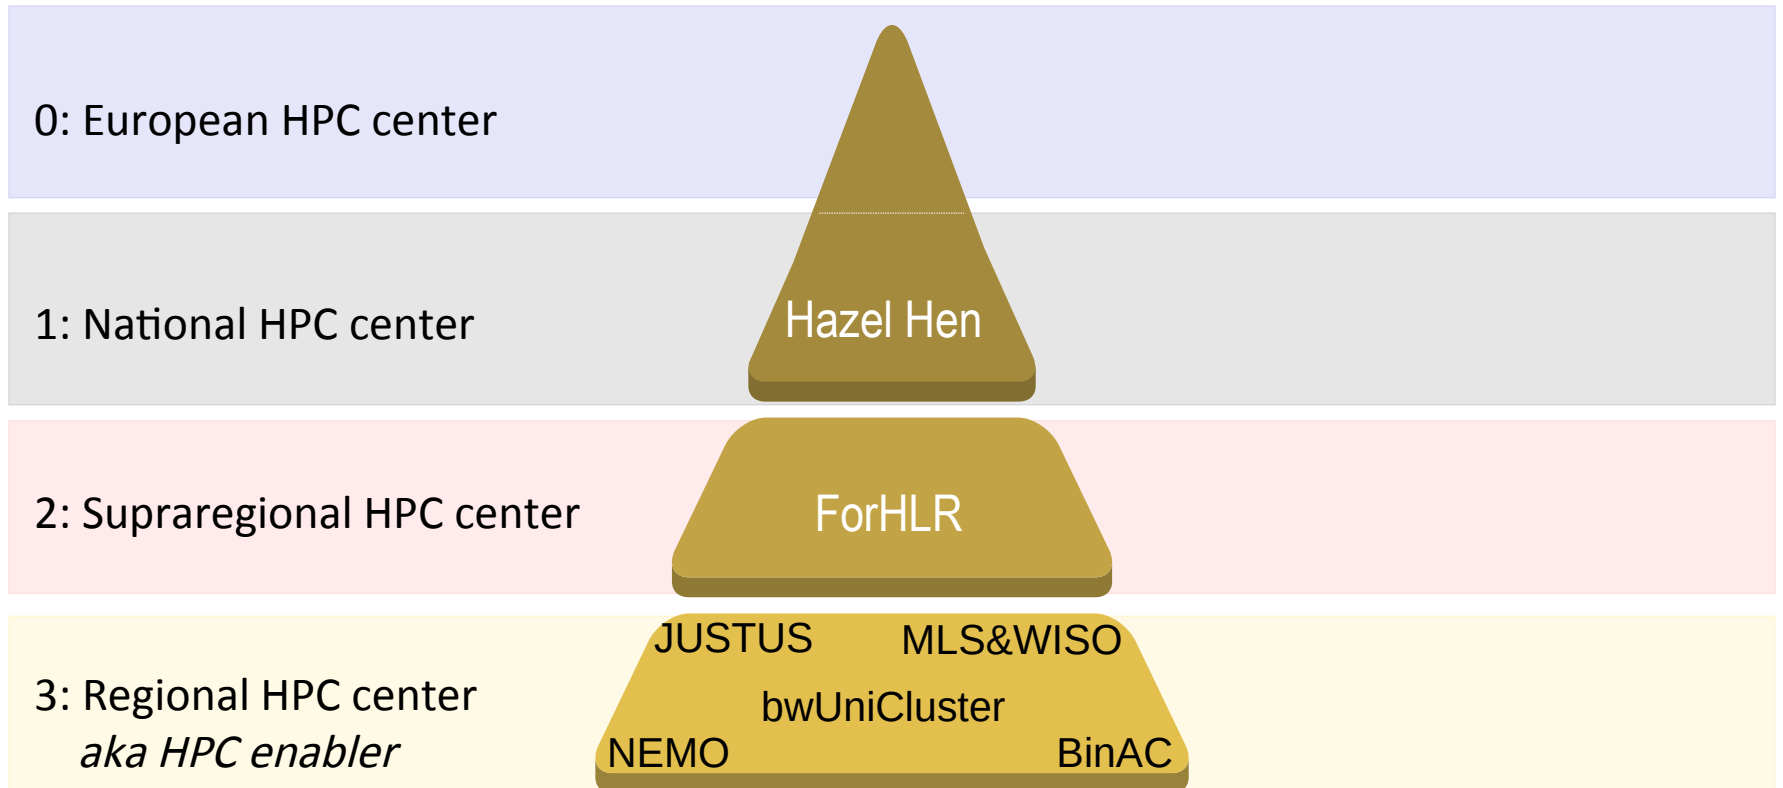 0: European HPC center
1: National HPC center
Hazel Hen
2: Supraregional HPC center
ForHLR
JUSTUS
MLS&WISO
3: Regional HPC center
aka HPC enabler
bwUniCluster
NEMO
BinAC